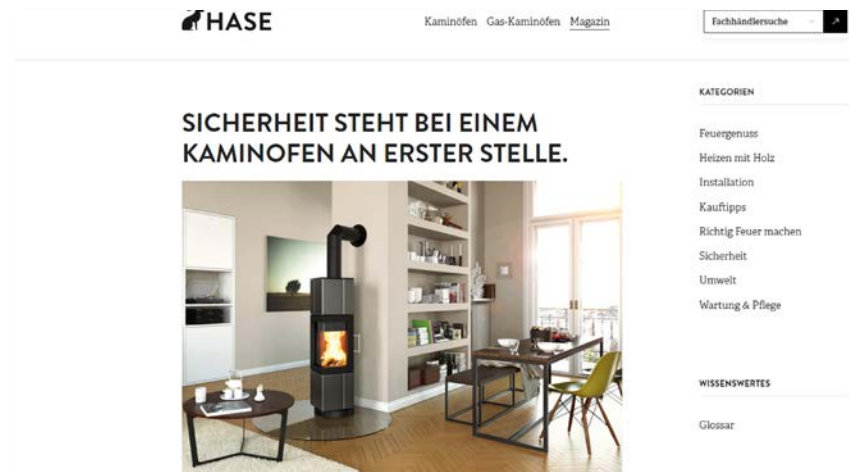 HASE
Kaminöfen Gas-Kaminöfen Magazin
Fachhändlersuche
KATEGORIEN
SICHERHEIT STEHT BEI EINEM
KAMINOFEN AN ERSTER STELLE.
Feuergenuss
Heizen mit Holz
Installation
Kauftipps
Richtig Feuer machen
Sicherheit
Umwelt
Wartung & Pflege
WISSENSWERTES
Glossar